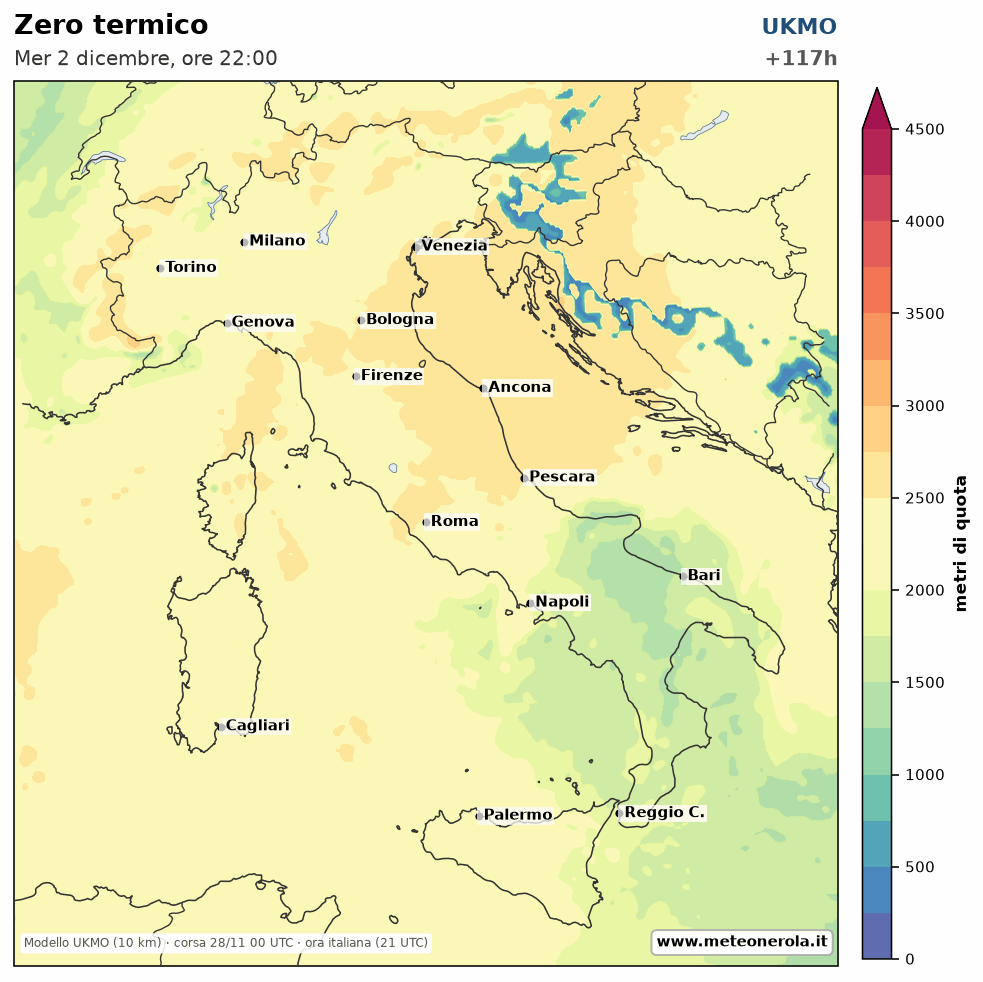 Zero termico
UKMO
Mer 2 dicembre, ore 22:00
+117h
Milano
Venezia
Torino
Genova
Bologna
Firenze
Ancona
Pescara
Roma
Bari
Napoli
Cagliari
Palermo
Reggio C.
4500
4000
3500
3000
2500
2000
1500
1000
500
0
metri di quota
Modello UKMO (10 km) · corsa 28/11 00 UTC · ora italiana (21 UTC)
www.meteonerola.it